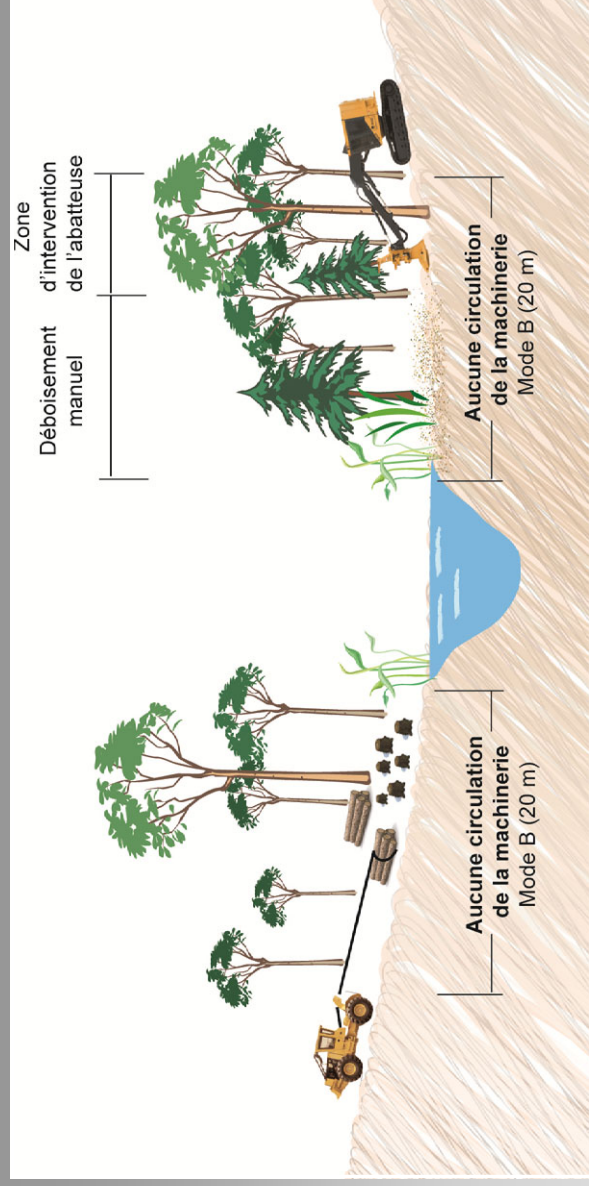 Déboisement
manuel
Zone
d'intervention
de l'abatteuse
Aucune circulation
de la machinerie
Mode B (20 m)
Aucune circulation
de la machinerie
Mode B (20 m)